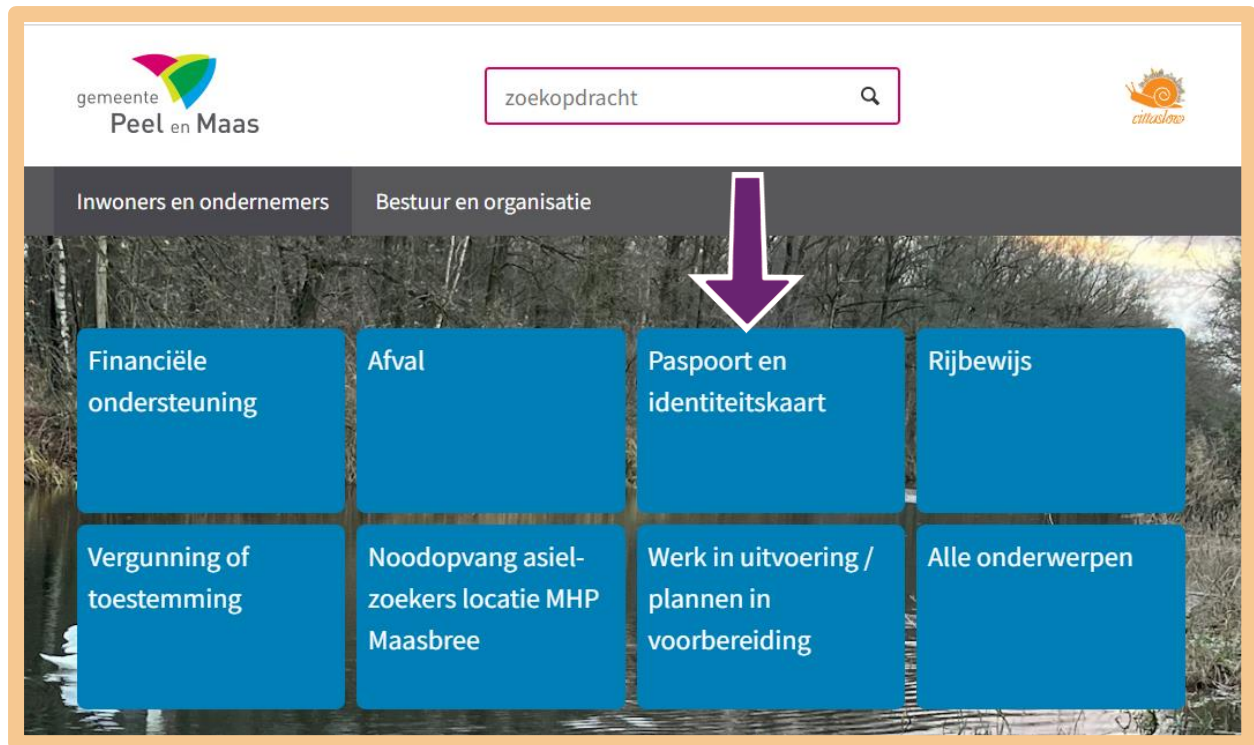 gemeente
Peel en Maas
zoekopdracht
cittaslow
Inwoners en ondernemers
Bestuur en organisatie
Financiële
ondersteuning
Afval
Paspoort en
identiteitskaart
Rijbewijs
Vergunning of
toestemming
Noodopvang asiel-
zoekers locatie MHP
Maasbree
Werk in uitvoering /
plannen in
voorbereiding
Alle onderwerpen